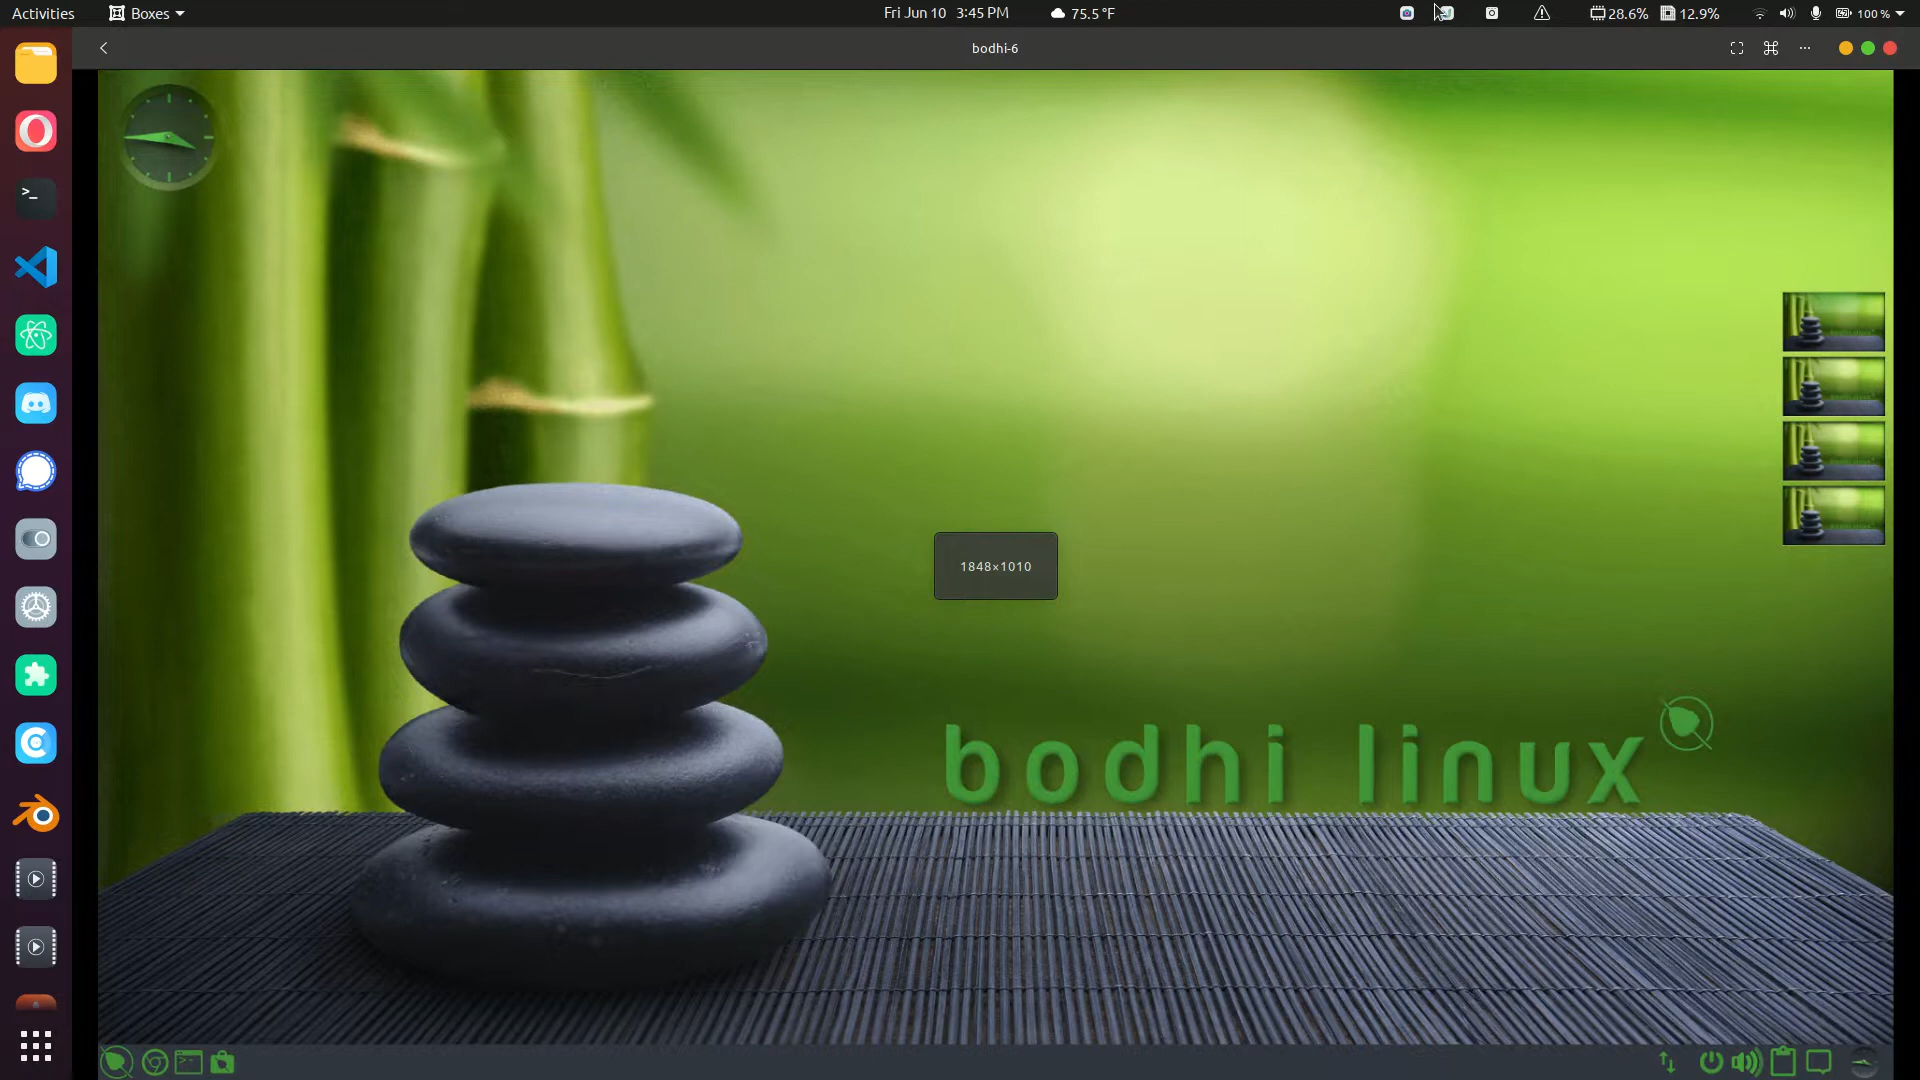 Activities
Boxes
Fri Jun 10 3:45 PM
75.5 °F
28.6%
12.9%
100 %
bodhi-6
1848×1010
bodhi linux